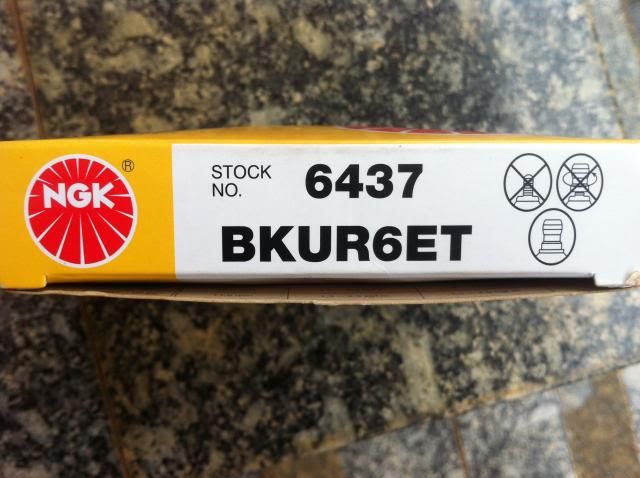 NGK ®
STOCK NO. 6437
BKUR6ET